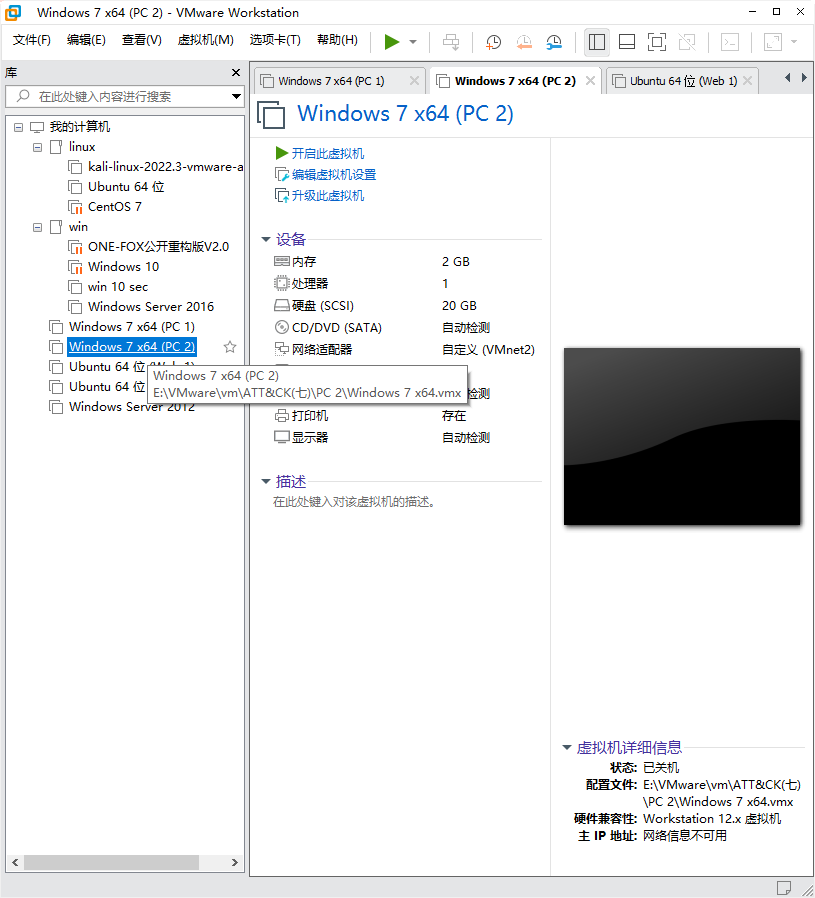 Windows 7 x64 (PC 2) - VMware Workstation
文件(F) 编辑(E) 查看(V) 虚拟机(M) 选项卡(T) 帮助(H)
库
在此处键入内容进行搜索
我的计算机
linux
kali-linux-2022.3-vmware-a
Ubuntu 64 位
CentOS 7
win
ONE-FOX公开重构版V2.0
Windows 10
win 10 sec
Windows Server 2016
Windows 7 x64 (PC 1)
Windows 7 x64 (PC 2)
Ubuntu 64 位
Ubuntu 64 位
Windows Server 2012
Windows 7 x64 (PC 2)
E:\VMware\vm\ATT&CK(七)\PC 2\Windows 7 x64.vmx
Windows 7 x64 (PC 1) Windows 7 x64 (PC 2) Ubuntu 64 位 (Web 1)
Windows 7 x64 (PC 2)
开启此虚拟机
编辑虚拟机设置
升级此虚拟机
设备
内存 2 GB
处理器 1
硬盘 (SCSI) 20 GB
CD/DVD (SATA) 自动检测
网络适配器 自定义 (VMnet2)
检测
打印机 存在
显示器 自动检测
描述
在此处键入对该虚拟机的描述。
虚拟机详细信息
状态: 已关机
配置文件: E:\VMware\vm\ATT&CK(七)
\PC 2\Windows 7 x64.vmx
硬件兼容性: Workstation 12.x 虚拟机
主 IP 地址: 网络信息不可用